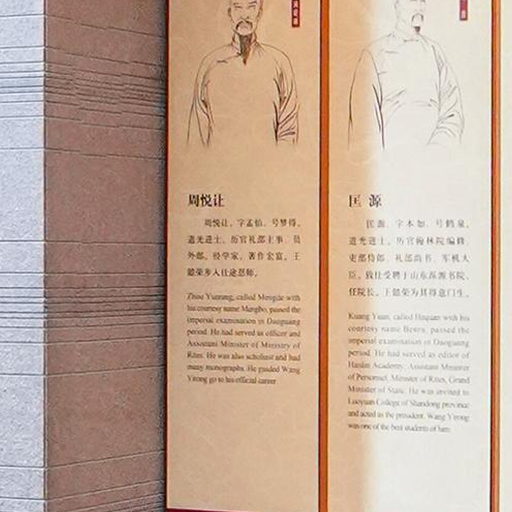 周悦让
周悦让，字孟伯，号梦得，
道光进士，历官礼部主事、员
外郎。经学家，著作宏富。王
懿荣步入仕途恩师。
Zhou Yuerang, called Mengde with
his courtesy name Mengbo, passed the
imperial examination in Daoguang
period. He had served as officer and
Assistant Minister of Ministry of
Rites. He was also scholnist and had
many monographs. He guided Wang
Yirong go to his official career
匡 源
匡源，字本如，号鹤泉，
道光进士，历官翰林院编修、
吏部侍郎、礼部尚书、军机大
臣。致仕受聘于山东泺源书院
任院长。王懿荣为其得意门生。
Kuang Yuan, called Hequan with his
courtesy name Benru, passed the
imperial examination in Daoguang
period. He had served as editor of
Hanlin Academy, Assistant Minister
of Personnel, Minister of Rites, Grand
Minister of State. He was invited to
Luoyuan College of Shandong province
and acted as the president. Wang Yirong
was one of the best students of him.